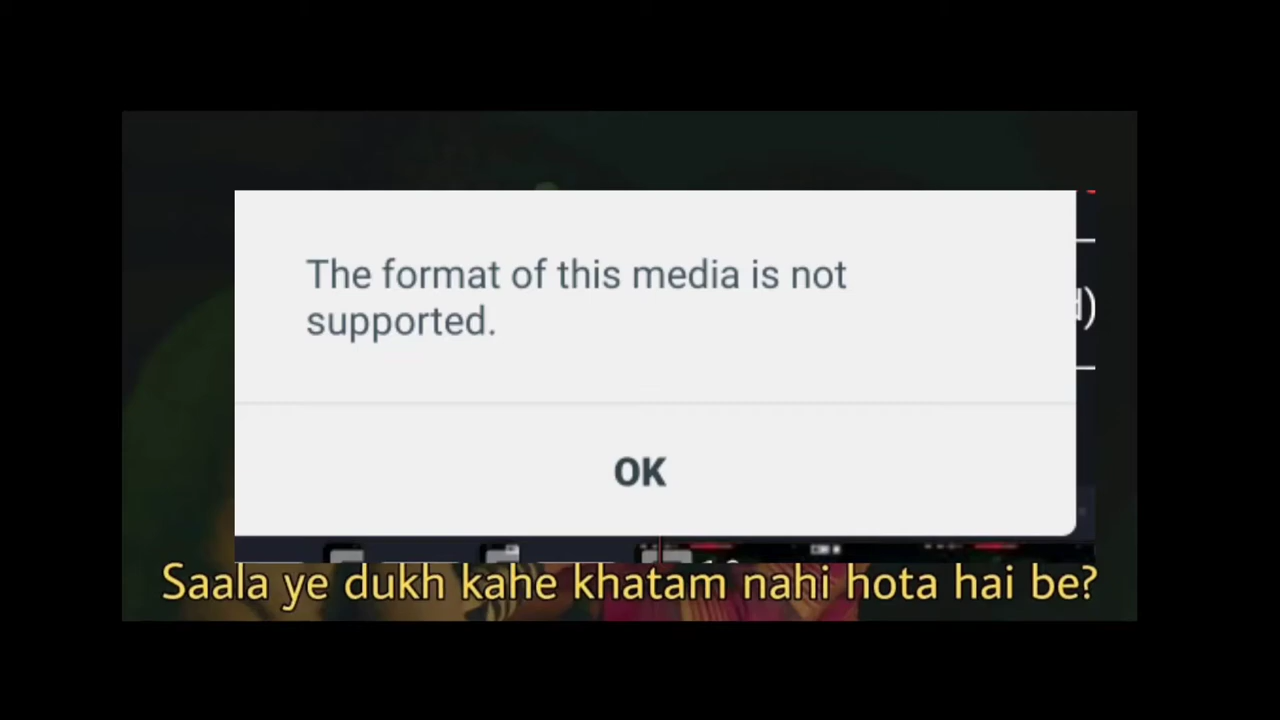 The format of this media is not
supported.
OK
Saala ye dukh kahe khatam nahi hota hai be?